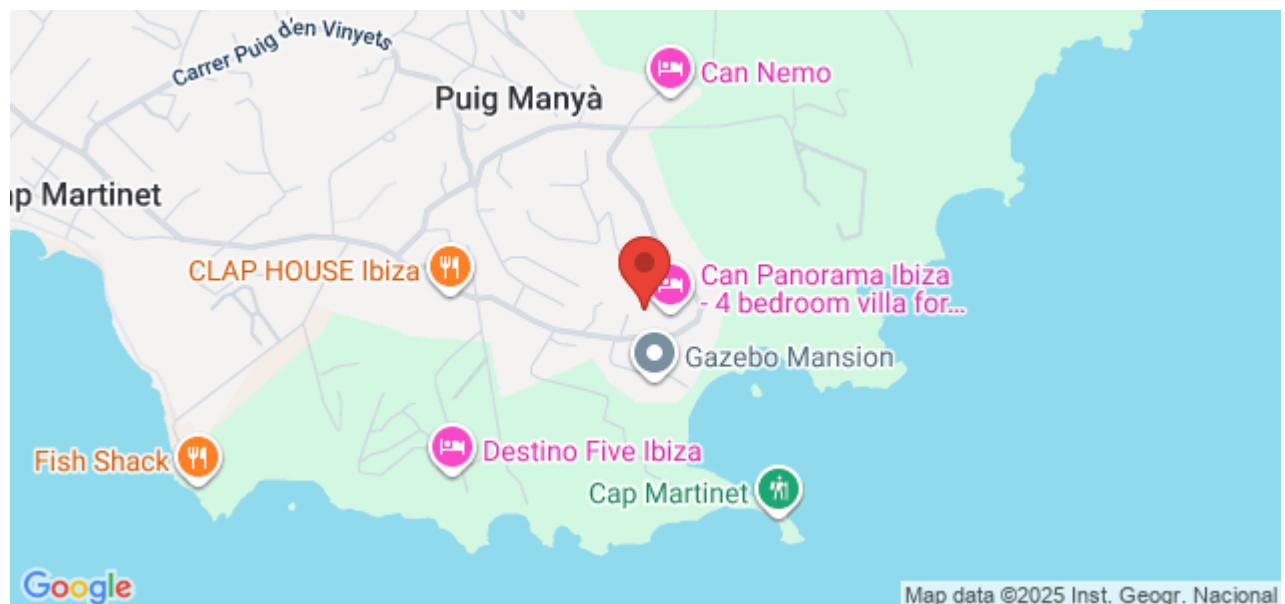 Carrer Puig d'en Vinyets
Can Nemo
Puig Manyà
ap Martinet
CLAP HOUSE Ibiza
Can Panorama Ibiza
- 4 bedroom villa for...
Gazebo Mansion
Destino Five Ibiza
Fish Shack
Cap Martinet
Google
Map data ©2025 Inst. Geogr. Nacional